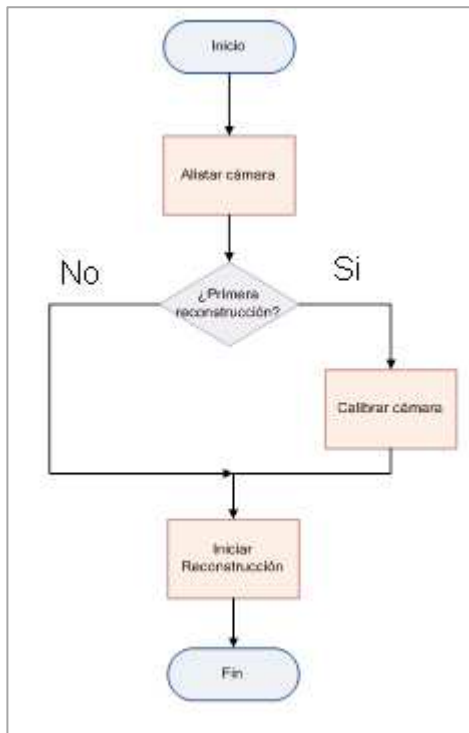 Inicio
Alistar cámara
No
Si
¿Primera
reconstrucción?
Calibrar cámara
Iniciar
Reconstrucción
Fin